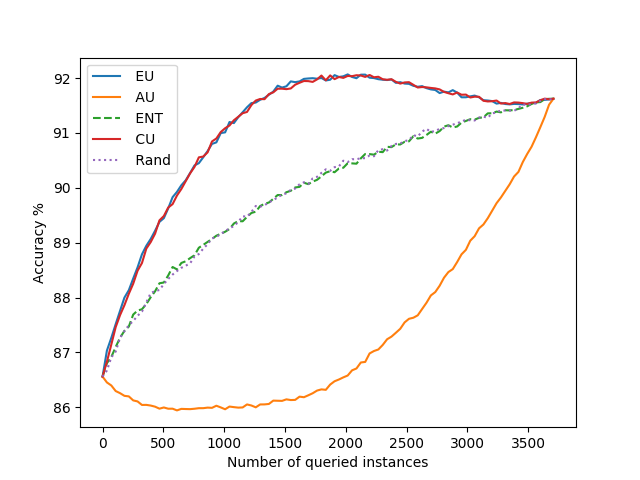 EU
AU
ENT
CU
Rand
92
91
90
89
88
87
86
Accuracy %
0 500 1000 1500 2000 2500 3000 3500
Number of queried instances